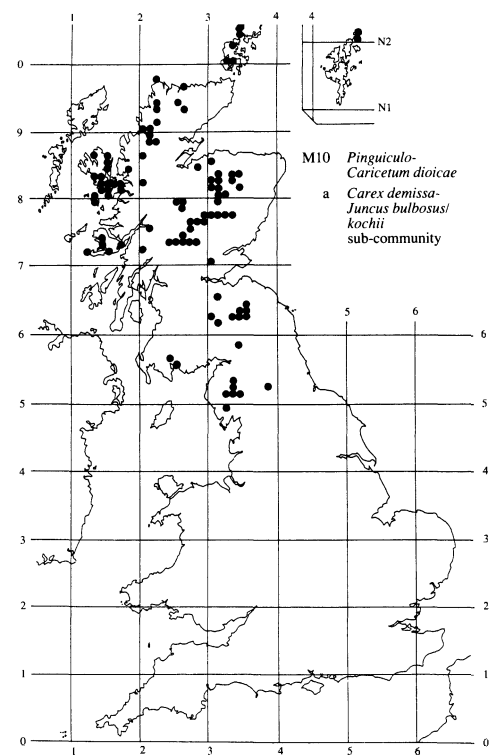 1 2 3 4
4
0
N2
N1
9
M10 Pinguiculo-
Caricetum dioicae
a Carex demissa-
Juncus bulbosus/
kochii
sub-community
8
7
6 5 6 6
5 5
4 4
3 3
2 2
1 1
0 0
1 2 3 4 5 6